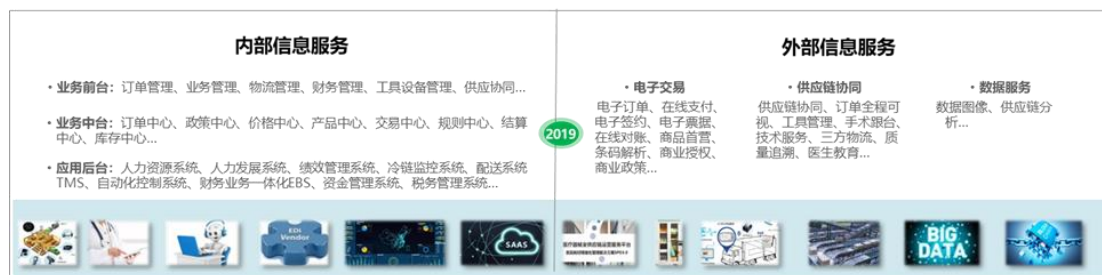 内部信息服务
• 业务前台：订单管理、业务管理、物流管理、财务管理、工具设备管理、供应协同...
• 业务中台：订单中心、政策中心、价格中心、产品中心、交易中心、规则中心、结算
中心、库存中心...
• 应用后台：人力资源系统、人力发展系统、绩效管理系统、冷链监控系统、配送系统
TMS、自动化控制系统、财务业务一体化EBS、资金管理系统、税务管理系统...
2019
外部信息服务
• 电子交易
电子订单、在线支付、
电子签约、电子票据、
在线对账、商品首营、
条码解析、商业授权、
商业政策...
• 供应链协同
供应链协同、订单全程可
视、工具管理、手术跟台、
技术服务、三方物流、质
量追溯、医生教育...
• 数据服务
数据图像、供应链分
析...
EDI
Vendor
SAAS
BIG
DATA